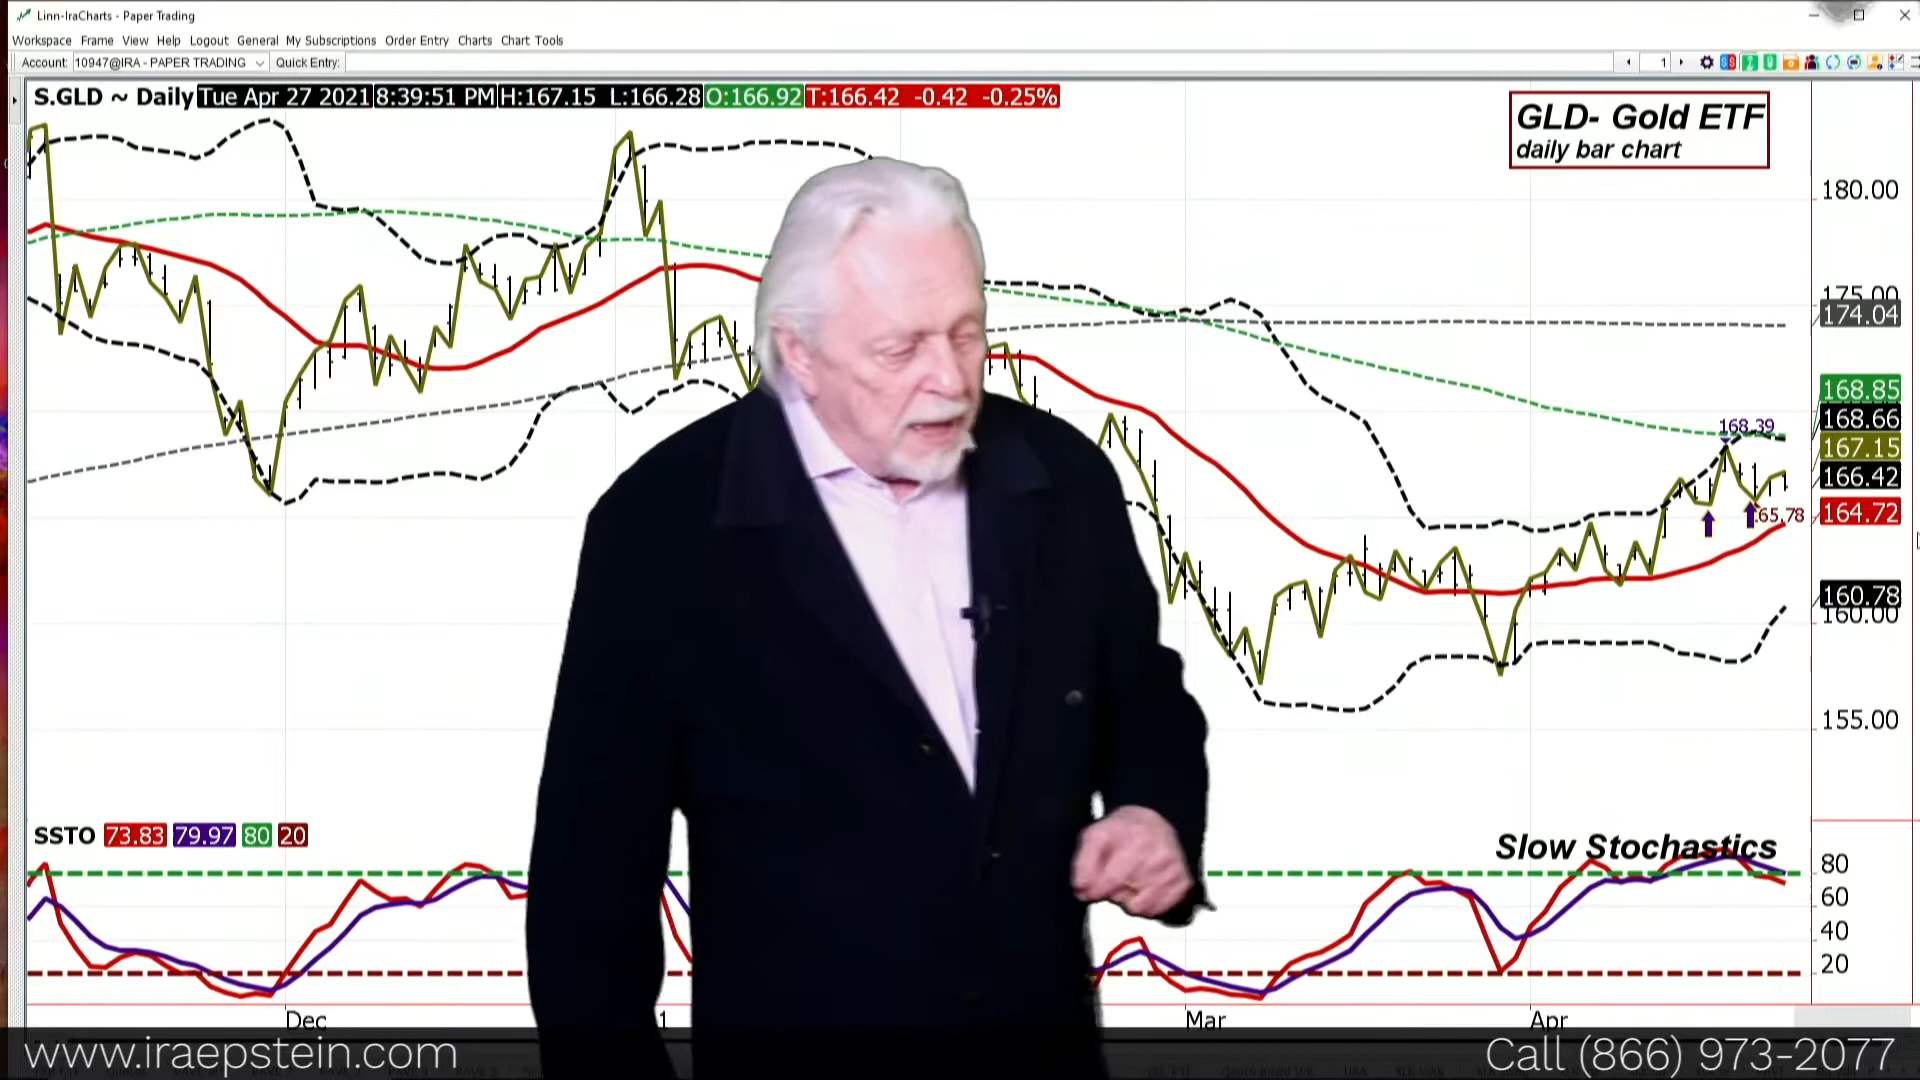 Linn-IraCharts - Paper Trading
Workspace Frame View Help Logout General My Subscriptions Order Entry Charts Chart Tools
Account: 10947@IRA - PAPER TRADING Quick Entry: 1
S.GLD ~ Daily Tue Apr 27 2021 8:39:51 PM H:167.15 L:166.28 O:166.92 T:166.42 -0.42 -0.25%
GLD- Gold ETF
daily bar chart
180.00
175.00
174.04
168.85
168.66
168.39
167.15
166.42
65.78
164.72
160.78
160.00
155.00
SSTO 73.83 79.97 80 20
Slow Stochastics
80
60
40
20
Dec 1 Mar Apr
www.iraepstein.com
Call (866) 973-2077